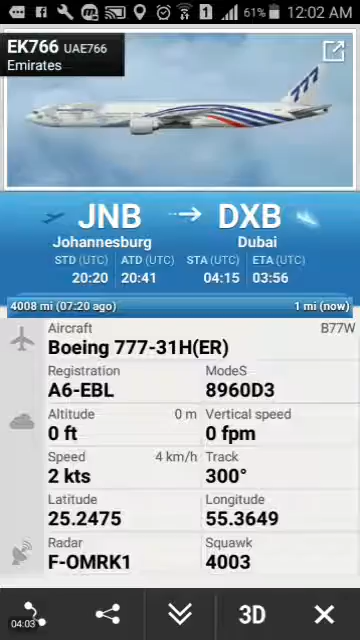 1 61% 12:02 AM
EK766 UAE766
Emirates
777
JNB DXB
Johannesburg Dubai
STD (UTC) ATD (UTC) STA (UTC) ETA (UTC)
20:20 20:41 04:15 03:56
4008 mi (07:20 ago) 1 mi (now)
Aircraft B77W
Boeing 777-31H(ER)
Registration ModeS
A6-EBL 8960D3
Altitude 0 m Vertical speed
0 ft 0 fpm
Speed 4 km/h Track
2 kts 300°
Latitude Longitude
25.2475 55.3649
Radar Squawk
F-OMRK1 4003
04:03 3D